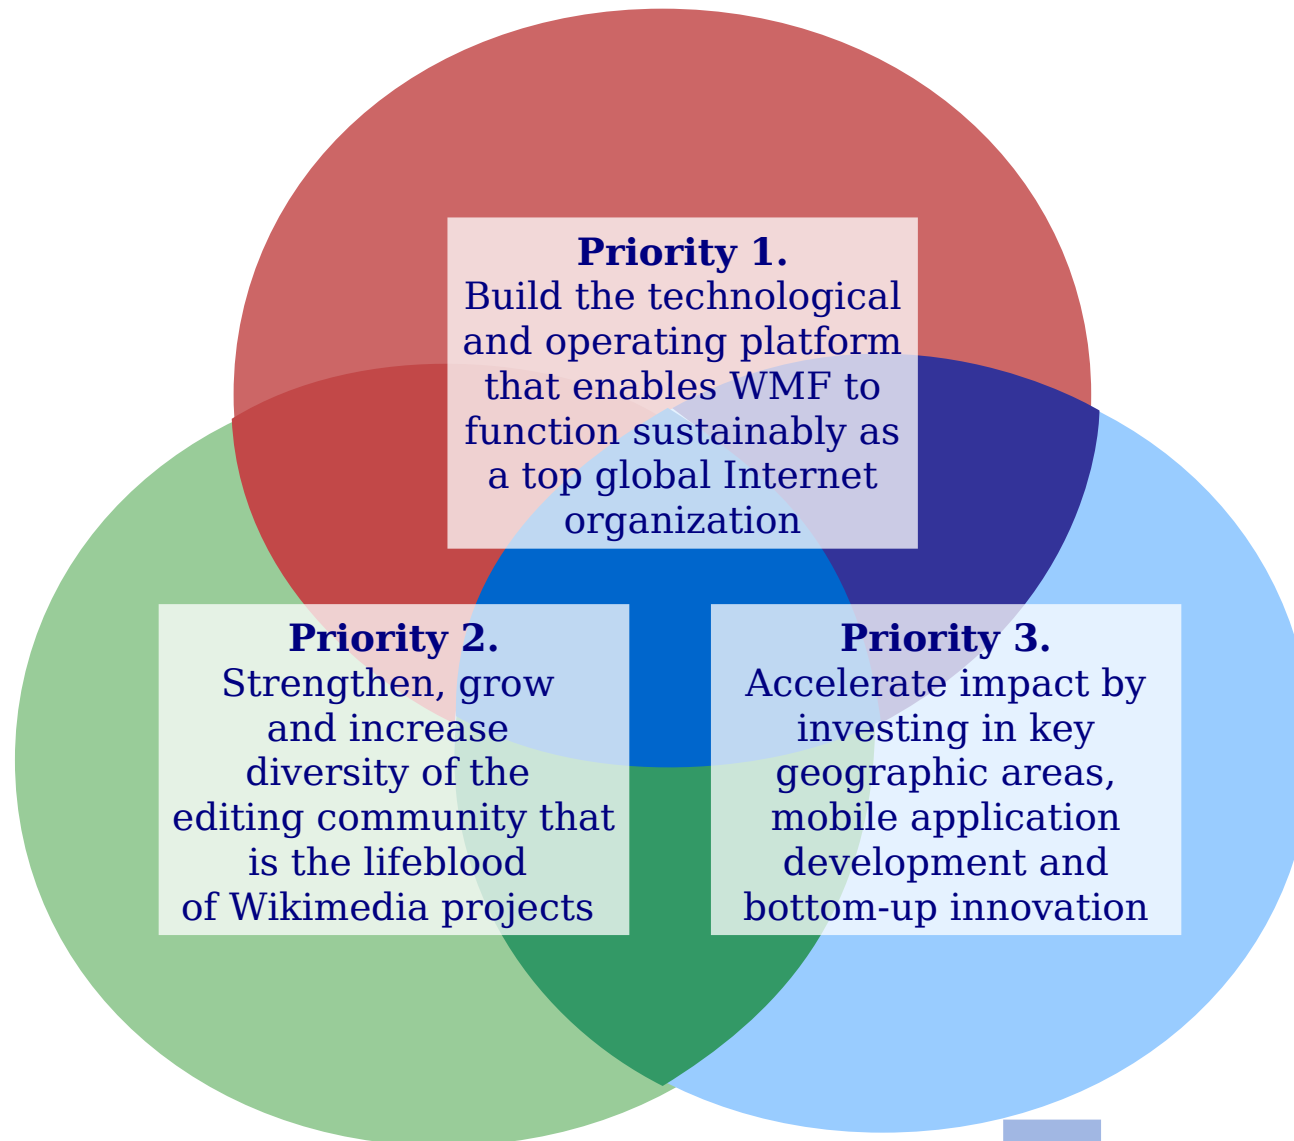 Priority 1.
Build the technological
and operating platform
that enables WMF to
function sustainably as
a top global Internet
organization
Priority 2.
Strengthen, grow
and increase
diversity of the
editing community that
is the lifeblood
of Wikimedia projects
Priority 3.
Accelerate impact by
investing in key
geographic areas,
mobile application
development and
bottom-up innovation